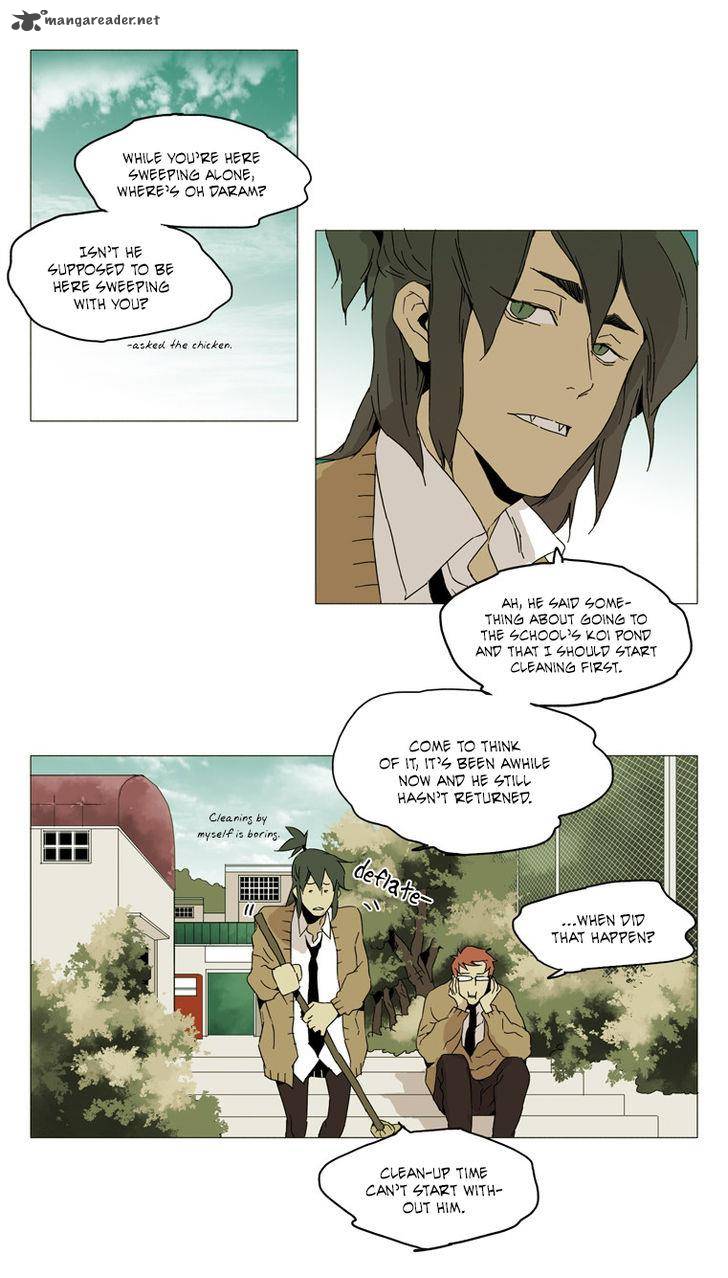 mangareader.net
WHILE YOU'RE HERE
SWEEPING ALONE,
WHERE'S OH DARAM?
ISN'T HE
SUPPOSED TO BE
HERE SWEEPING
WITH YOU?
-asked the chicken.
AH, HE SAID SOME-
THING ABOUT GOING TO
THE SCHOOL'S KOI POND
AND THAT I SHOULD START
CLEANING FIRST.
COME TO THINK
OF IT, IT'S BEEN AWHILE
NOW AND HE STILL
HASN'T RETURNED.
Cleaning by
myself is boring.
deflate-
...WHEN DID
THAT HAPPEN?
CLEAN-UP TIME
CAN'T START WITH-
OUT HIM.